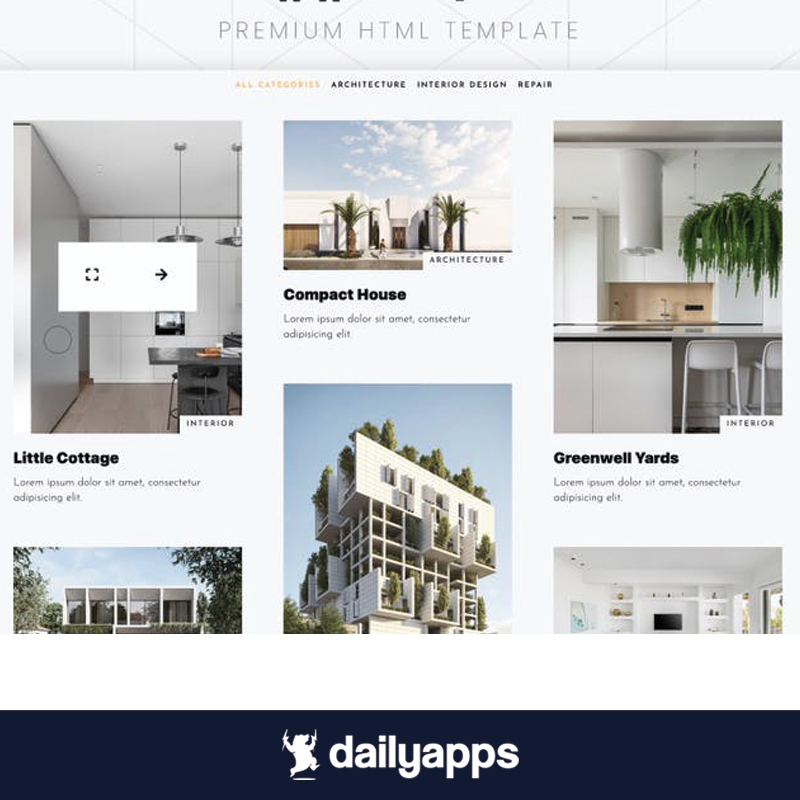 PREMIUM HTML TEMPLATE
ALL CATEGORIES ARCHITECTURE INTERIOR DESIGN REPAIR
ARCHITECTURE
Compact House
Lorem ipsum dolor sit amet, consectetur
adipisicing elit.
INTERIOR
Little Cottage
Lorem ipsum dolor sit amet, consectetur
adipisicing elit.
INTERIOR
Greenwell Yards
Lorem ipsum dolor sit amet, consectetur
adipisicing elit.
dailyapps